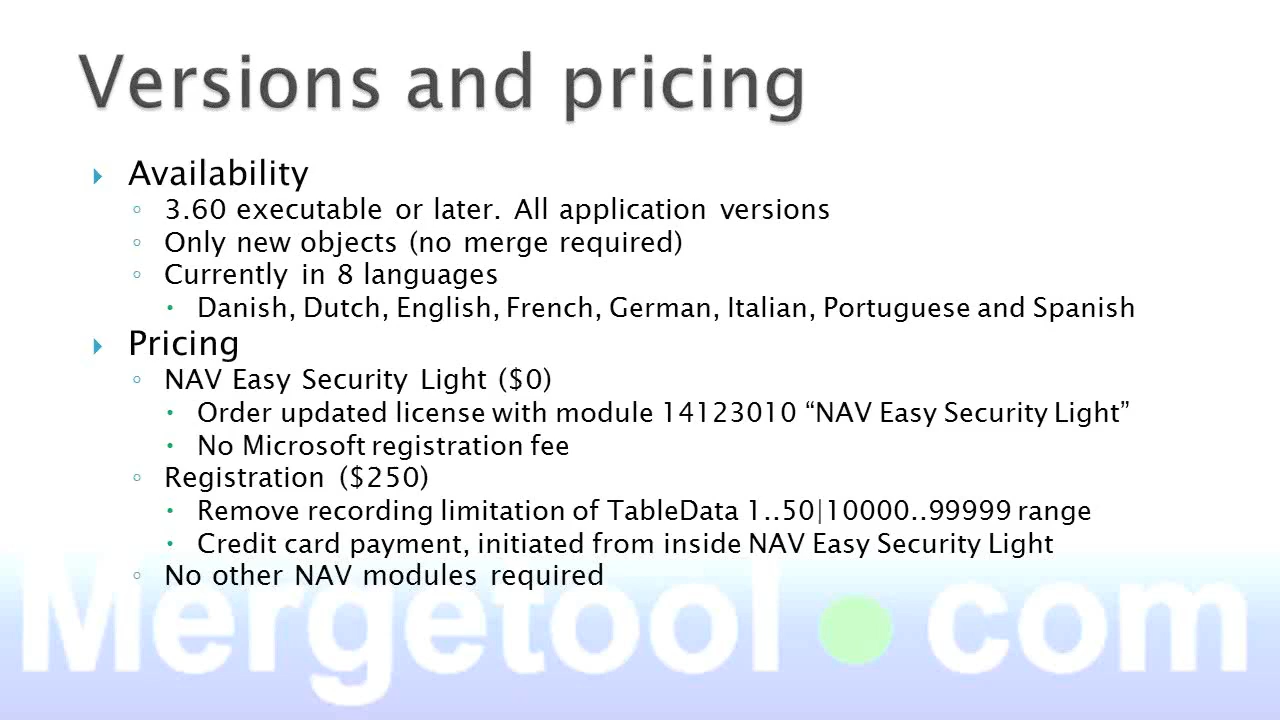 Versions and pricing
Availability
3.60 executable or later. All application versions
Only new objects (no merge required)
Currently in 8 languages
Danish, Dutch, English, French, German, Italian, Portuguese and Spanish
Pricing
NAV Easy Security Light ($0)
Order updated license with module 14123010 “NAV Easy Security Light”
No Microsoft registration fee
Registration ($250)
Remove recording limitation of TableData 1..50|10000..99999 range
Credit card payment, initiated from inside NAV Easy Security Light
No other NAV modules required
Mergetool.com